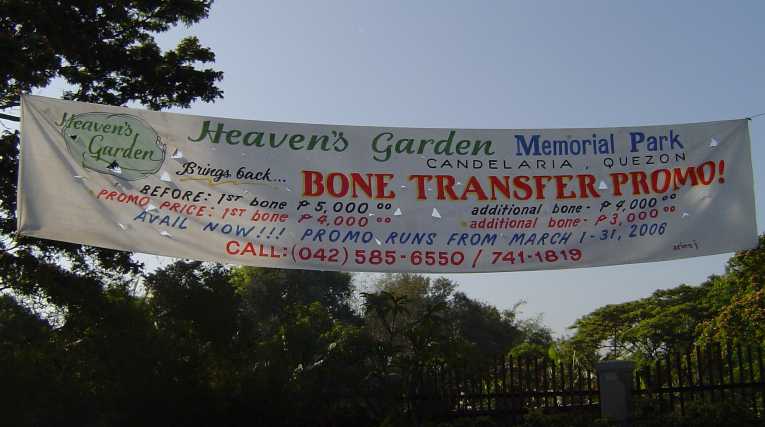 Heaven's Garden
Heaven's Garden Memorial Park
CANDELARIA, QUEZON
Brings back... BONE TRANSFER PROMO!
BEFORE: 1st bone ₱ 5,000 00 additional bone - ₱ 4,000 00
PROMO PRICE: 1st bone ₱ 4,000 00 additional bone - ₱ 3,000 00
AVAIL NOW!!! PROMO RUNS FROM MARCH 1-31, 2006
CALL: (042) 585-6550 / 741-1819